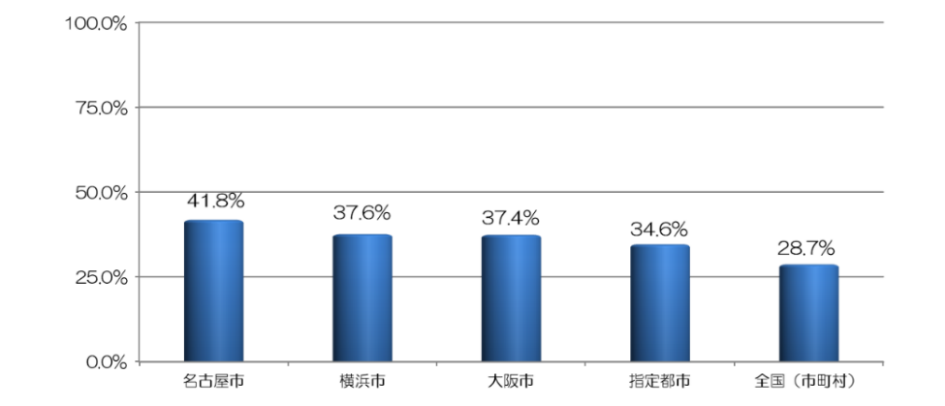 100.0%
75.0%
50.0%
25.0%
0.0%
41.8%
37.6%
37.4%
34.6%
28.7%
名古屋市
横浜市
大阪市
指定都市
全国（市町村）